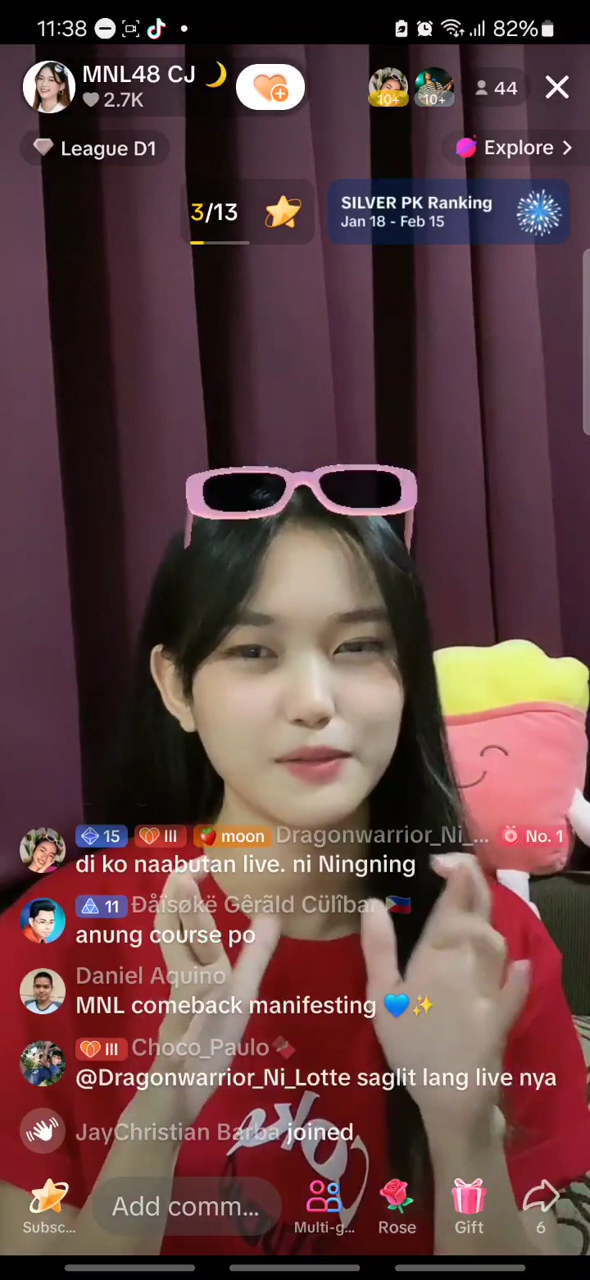 11:38
82%
MNL48 CJ 🌙
2.7K
10+
10+
44
League D1
Explore >
3/13
SILVER PK Ranking
Jan 18 - Feb 15
15 III moon Dragonwarrior_Ni_... No. 1
di ko naabutan live. ni Ningning
11 Ðåïsøkë Gêrãld Cülîbar 🇵🇭
anung course po
Daniel Aquino
MNL comeback manifesting 💙✨
III Choco_Paulo🍫
@Dragonwarrior_Ni_Lotte saglit lang live nya
JayChristian Barba joined
Subsc...
Add comm...
Multi-g...
Rose
Gift
6